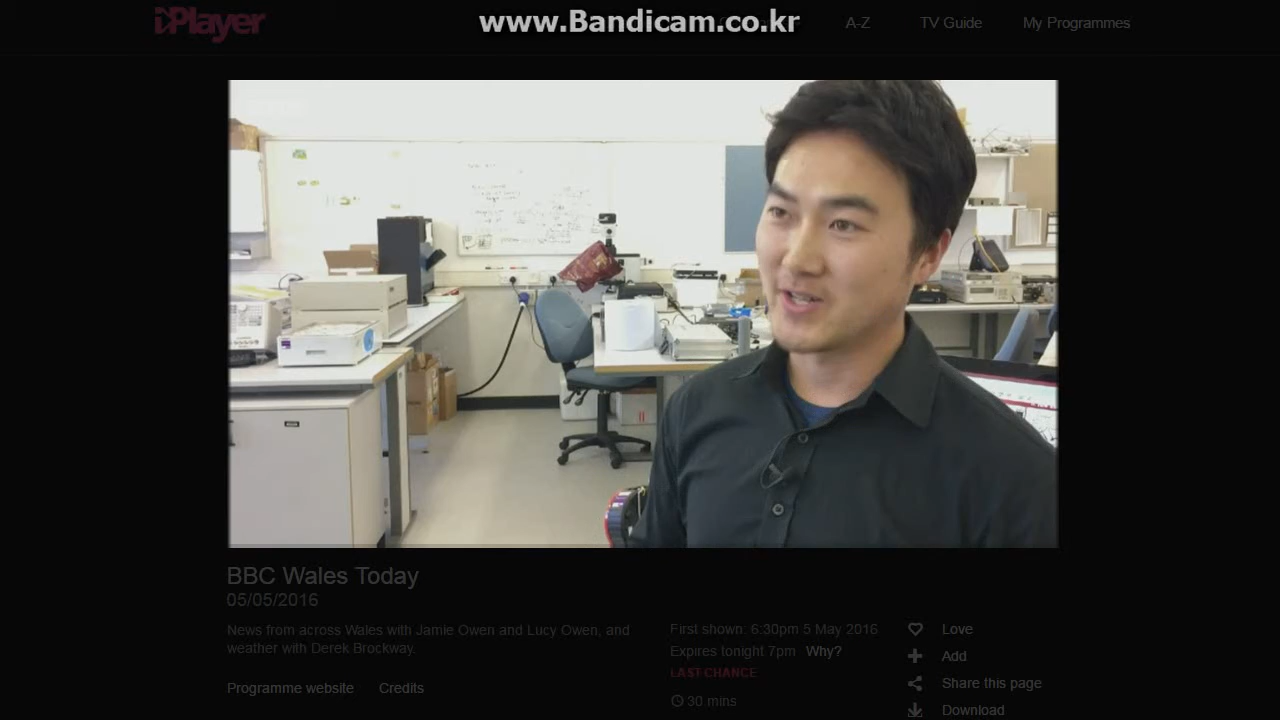 iPlayer
www.Bandicam.co.kr
A-Z
TV Guide
My Programmes
BBC Wales Today
05/05/2016
News from across Wales with Jamie Owen and Lucy Owen, and
weather with Derek Brockway.
Programme website
Credits
First shown: 6:30pm 5 May 2016
Expires tonight 7pm Why?
LAST CHANCE
30 mins
Love
Add
Share this page
Download